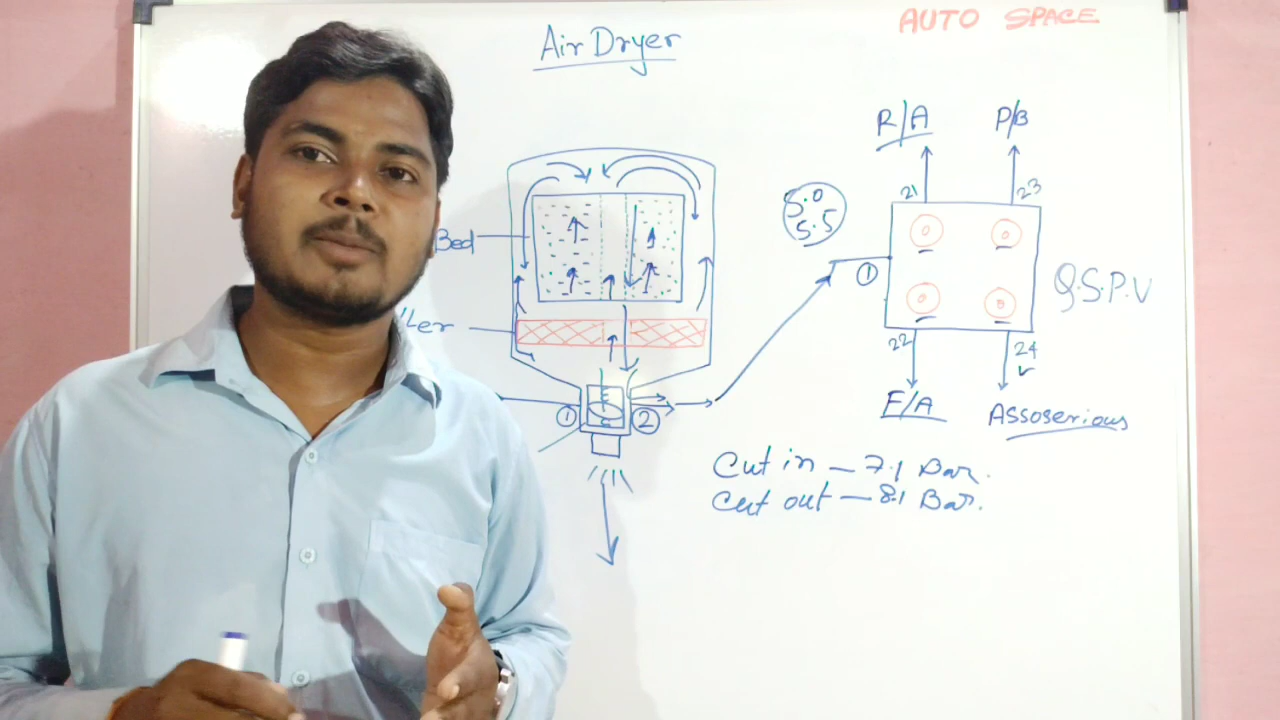 AUTO SPACE
Air Dryer
R/A
P/B
21
23
5.0
5.5
Bed
1
Q.S.P.V
22
24
1
2
F/A
Assoserious
Cut in - 7.1 Bar.
Cut out - 8.1 Bar.